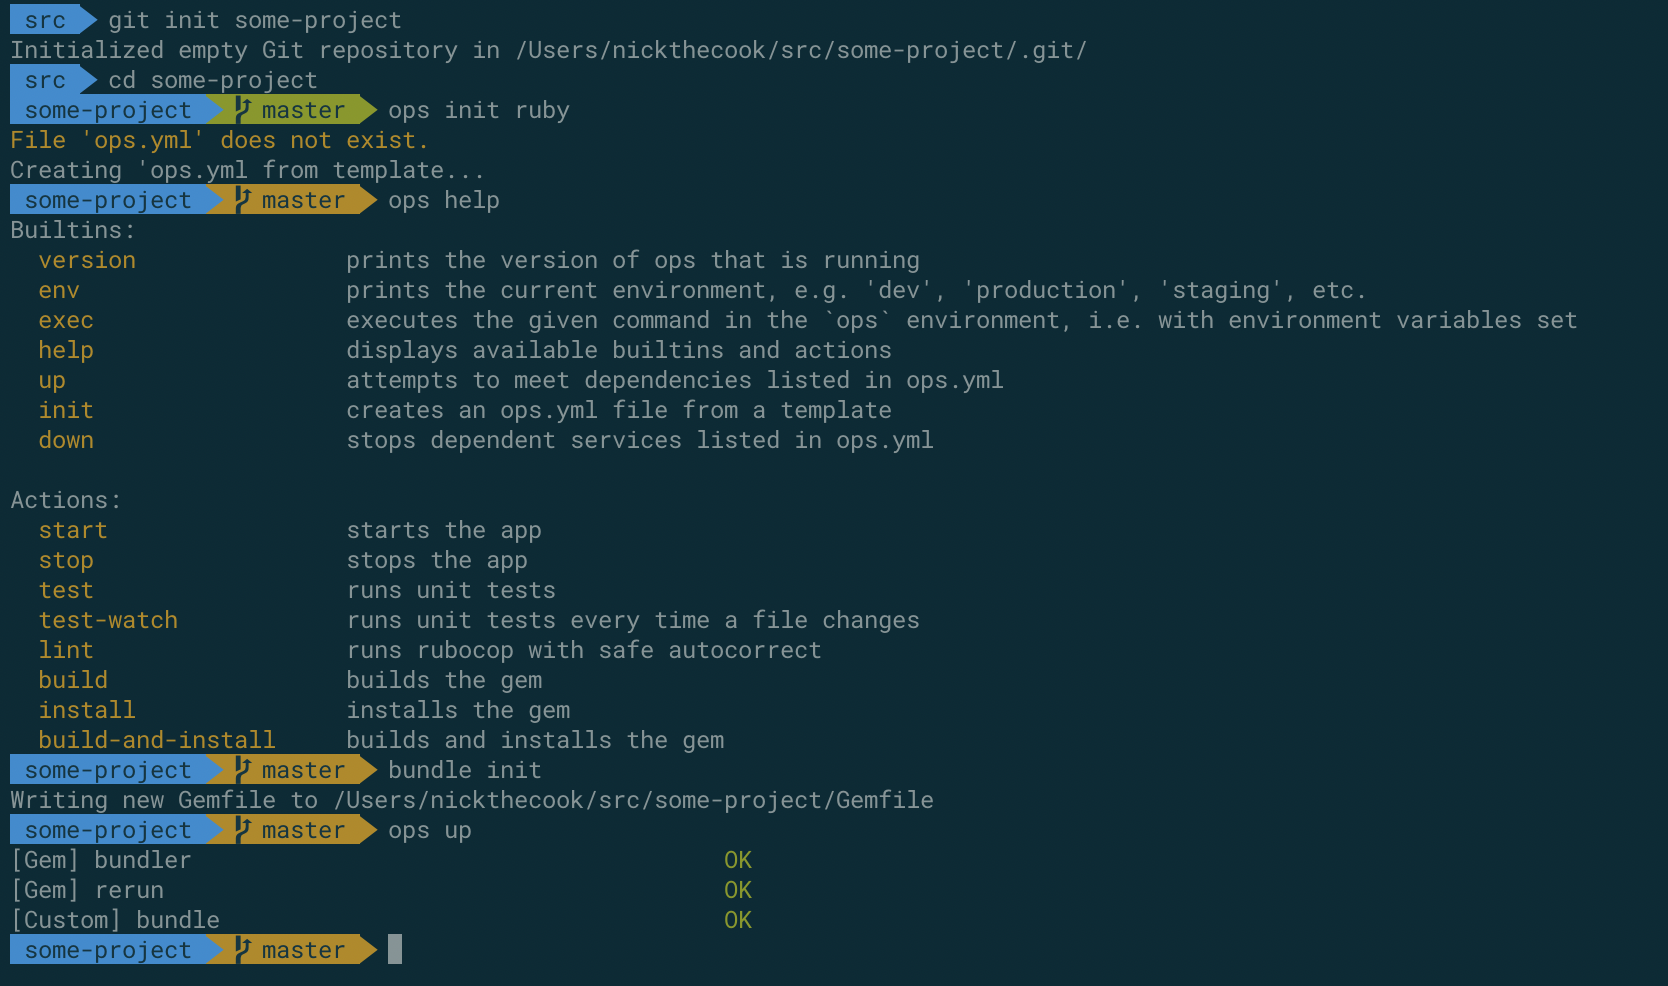 src git init some-project
Initialized empty Git repository in /Users/nickthecook/src/some-project/.git/
src cd some-project
some-project master ops init ruby
File 'ops.yml' does not exist.
Creating 'ops.yml from template...
some-project master ops help
Builtins:
version prints the version of ops that is running
env prints the current environment, e.g. 'dev', 'production', 'staging', etc.
exec executes the given command in the `ops` environment, i.e. with environment variables set
help displays available builtins and actions
up attempts to meet dependencies listed in ops.yml
init creates an ops.yml file from a template
down stops dependent services listed in ops.yml
Actions:
start starts the app
stop stops the app
test runs unit tests
test-watch runs unit tests every time a file changes
lint runs rubocop with safe autocorrect
build builds the gem
install installs the gem
build-and-install builds and installs the gem
some-project master bundle init
Writing new Gemfile to /Users/nickthecook/src/some-project/Gemfile
some-project master ops up
[Gem] bundler OK
[Gem] rerun OK
[Custom] bundle OK
some-project master